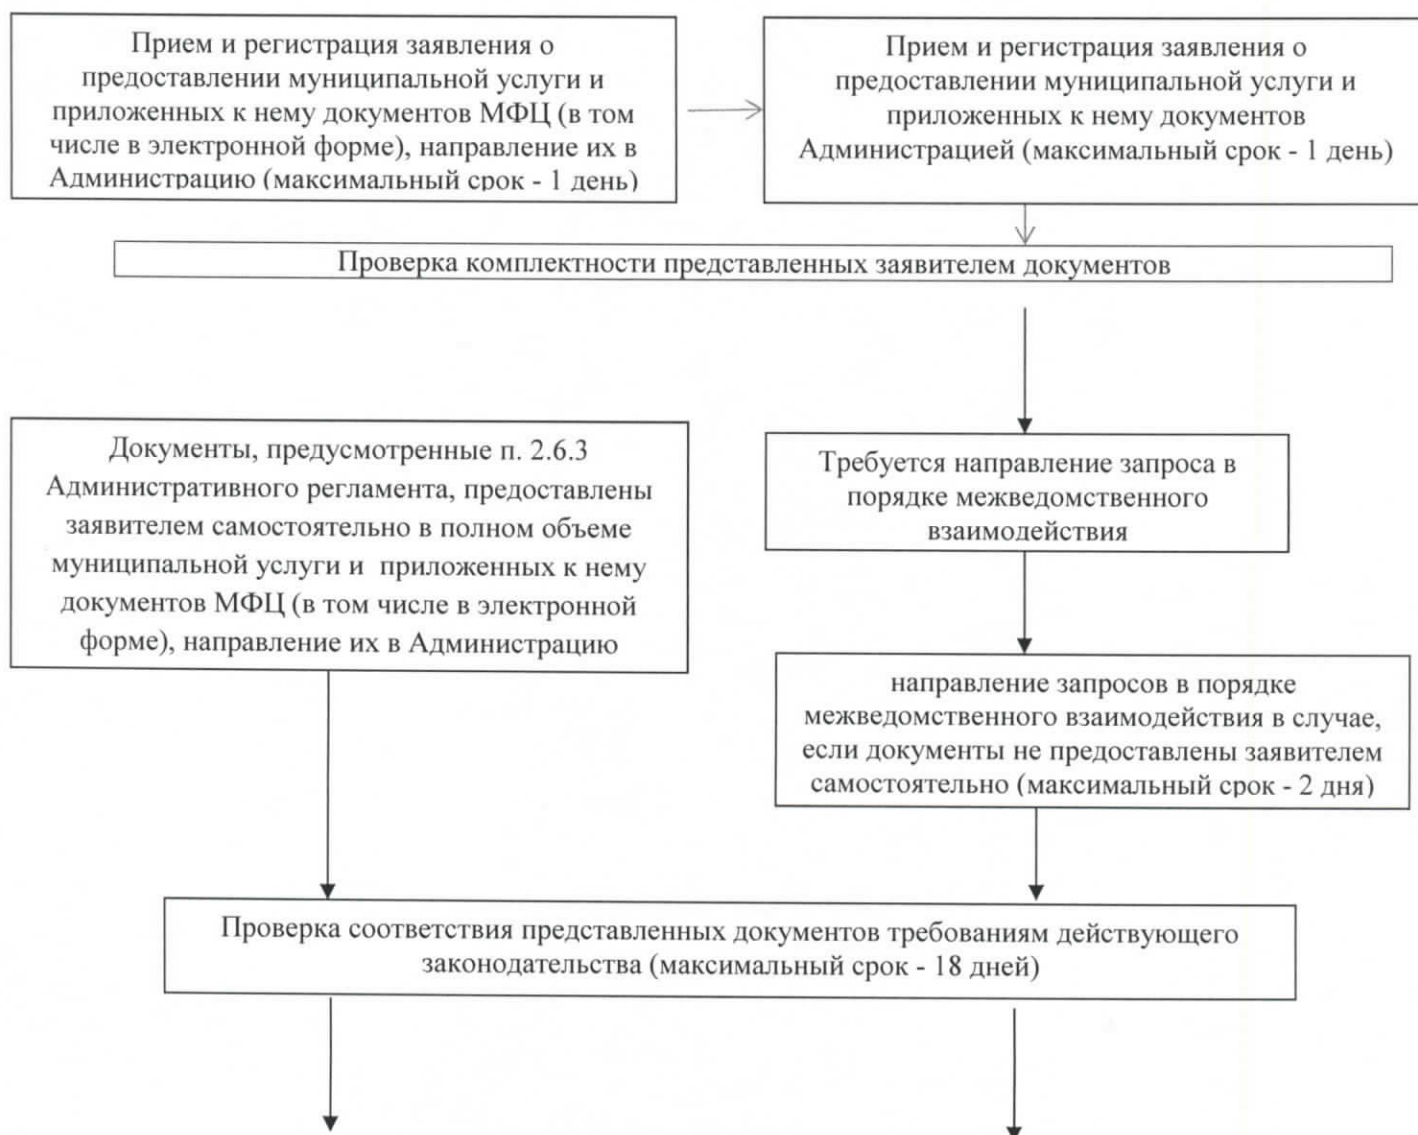 Прием и регистрация заявления о
предоставлении муниципальной услуги и
приложенных к нему документов МФЦ (в том
числе в электронной форме), направление их в
Администрацию (максимальный срок - 1 день)
Прием и регистрация заявления о
предоставлении муниципальной услуги и
приложенных к нему документов
Администрацией (максимальный срок - 1 день)
Проверка комплектности представленных заявителем документов
Документы, предусмотренные п. 2.6.3
Административного регламента, предоставлены
заявителем самостоятельно в полном объеме
муниципальной услуги и приложенных к нему
документов МФЦ (в том числе в электронной
форме), направление их в Администрацию
Требуется направление запроса в
порядке межведомственного
взаимодействия
направление запросов в порядке
межведомственного взаимодействия в случае,
если документы не предоставлены заявителем
самостоятельно (максимальный срок - 2 дня)
Проверка соответствия представленных документов требованиям действующего
законодательства (максимальный срок - 18 дней)